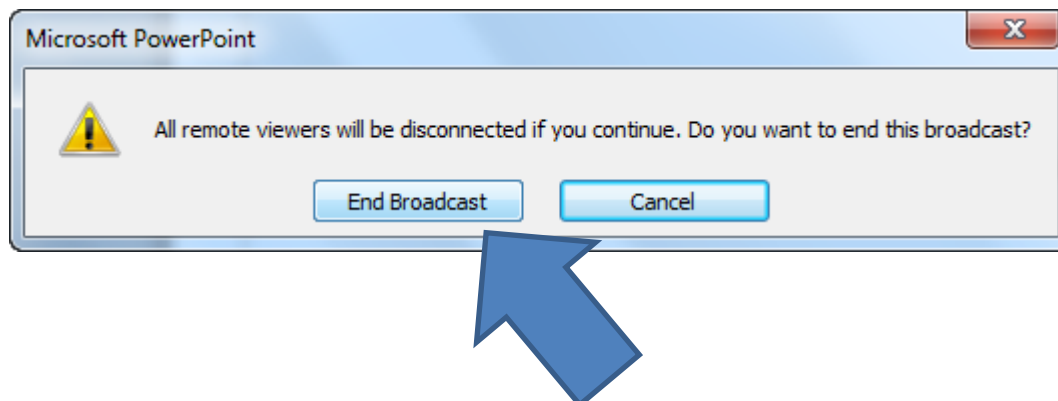 Microsoft PowerPoint
All remote viewers will be disconnected if you continue. Do you want to end this broadcast?
End Broadcast Cancel